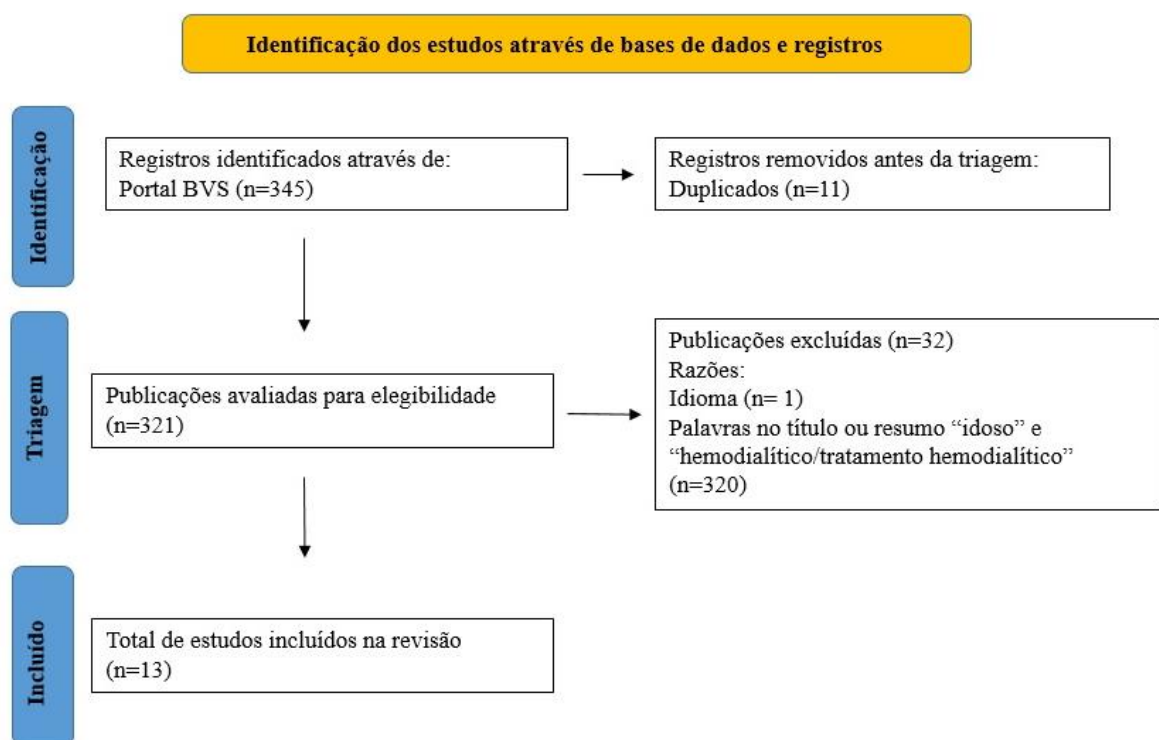 Identificação dos estudos através de bases de dados e registros
Identificação
Registros identificados através de:
Portal BVS (n=345)
Registros removidos antes da triagem:
Duplicados (n=11)
Triagem
Publicações avaliadas para elegibilidade
(n=321)
Publicações excluídas (n=32)
Razões:
Idioma (n= 1)
Palavras no título ou resumo “idoso” e
“hemodialítico/tratamento hemodialítico”
(n=320)
Incluído
Total de estudos incluídos na revisão
(n=13)